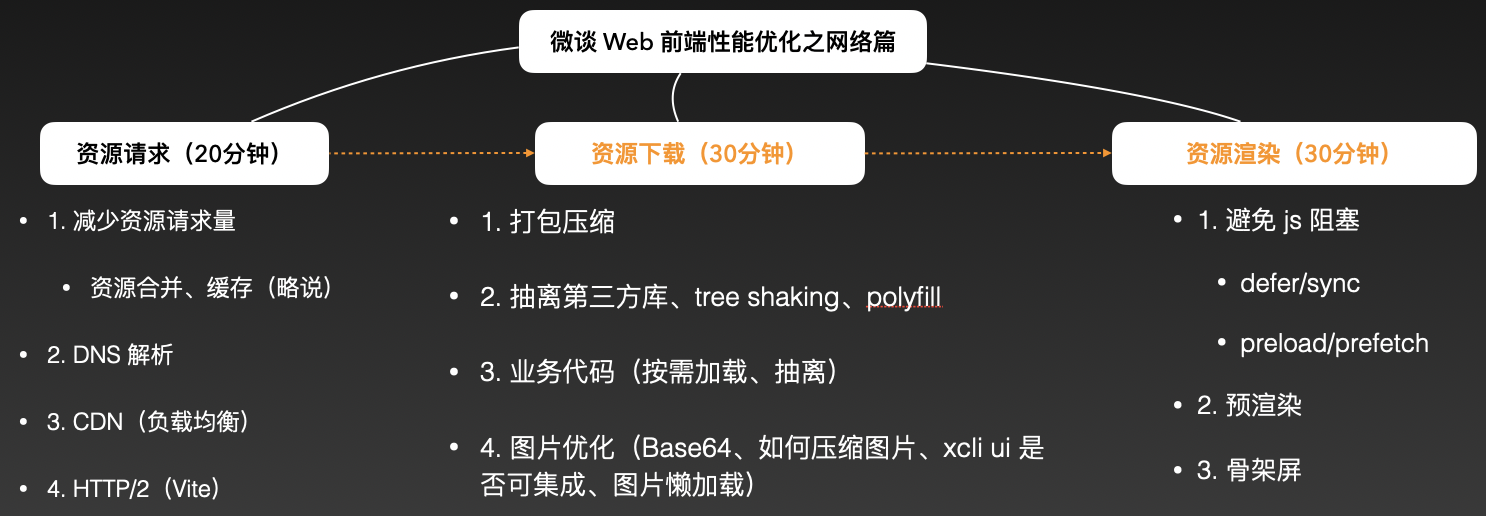 微谈 Web 前端性能优化之网络篇
资源请求（20分钟）
1. 减少资源请求量
资源合并、缓存（略说）
2. DNS 解析
3. CDN（负载均衡）
4. HTTP/2（Vite）
资源下载（30分钟）
1. 打包压缩
2. 抽离第三方库、tree shaking、polyfill
3. 业务代码（按需加载、抽离）
4. 图片优化（Base64、如何压缩图片、xcli ui 是
否可集成、图片懒加载）
资源渲染（30分钟）
1. 避免 js 阻塞
defer/sync
preload/prefetch
2. 预渲染
3. 骨架屏